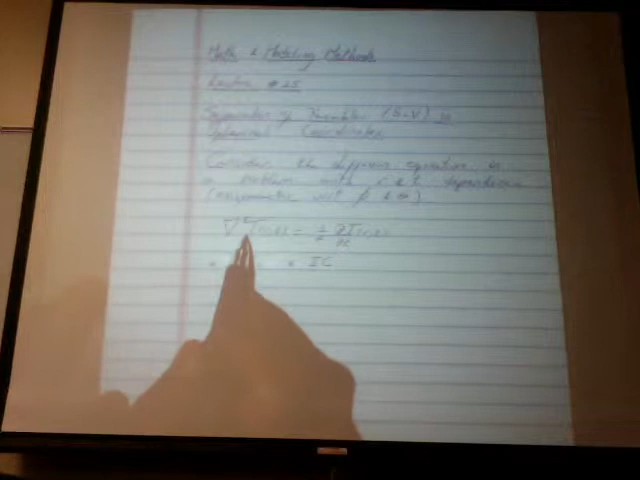 Math & Modeling Methods
Lecture # 25
Separation of Variables (S.o.V) in
Spherical Coordinates
Consider the diffusion equation in
a problem with r & t dependence
(axisymmetric wrt φ & θ)
∇²T(r,t) = 1/α ∂T(r,t)/∂t
IC